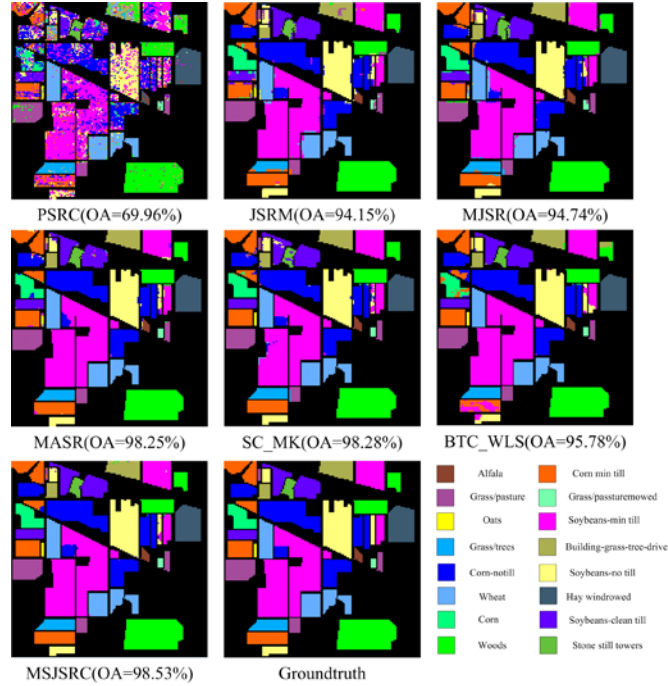 PSRC(OA=69.96%) JSRM(OA=94.15%) MJSR(OA=94.74%)
MASR(OA=98.25%) SC_MK(OA=98.28%) BTC_WLS(OA=95.78%)
Alfala Corn min till
Grass/pasture Grass/passturemowed
Oats Soybeans-min till
Grass/trees Building-grass-tree-drive
Corn-notill Soybeans-no till
Wheat Hay windrowed
Corn Soybeans-clean till
Woods Stone still towers
MSJSRC(OA=98.53%) Groundtruth